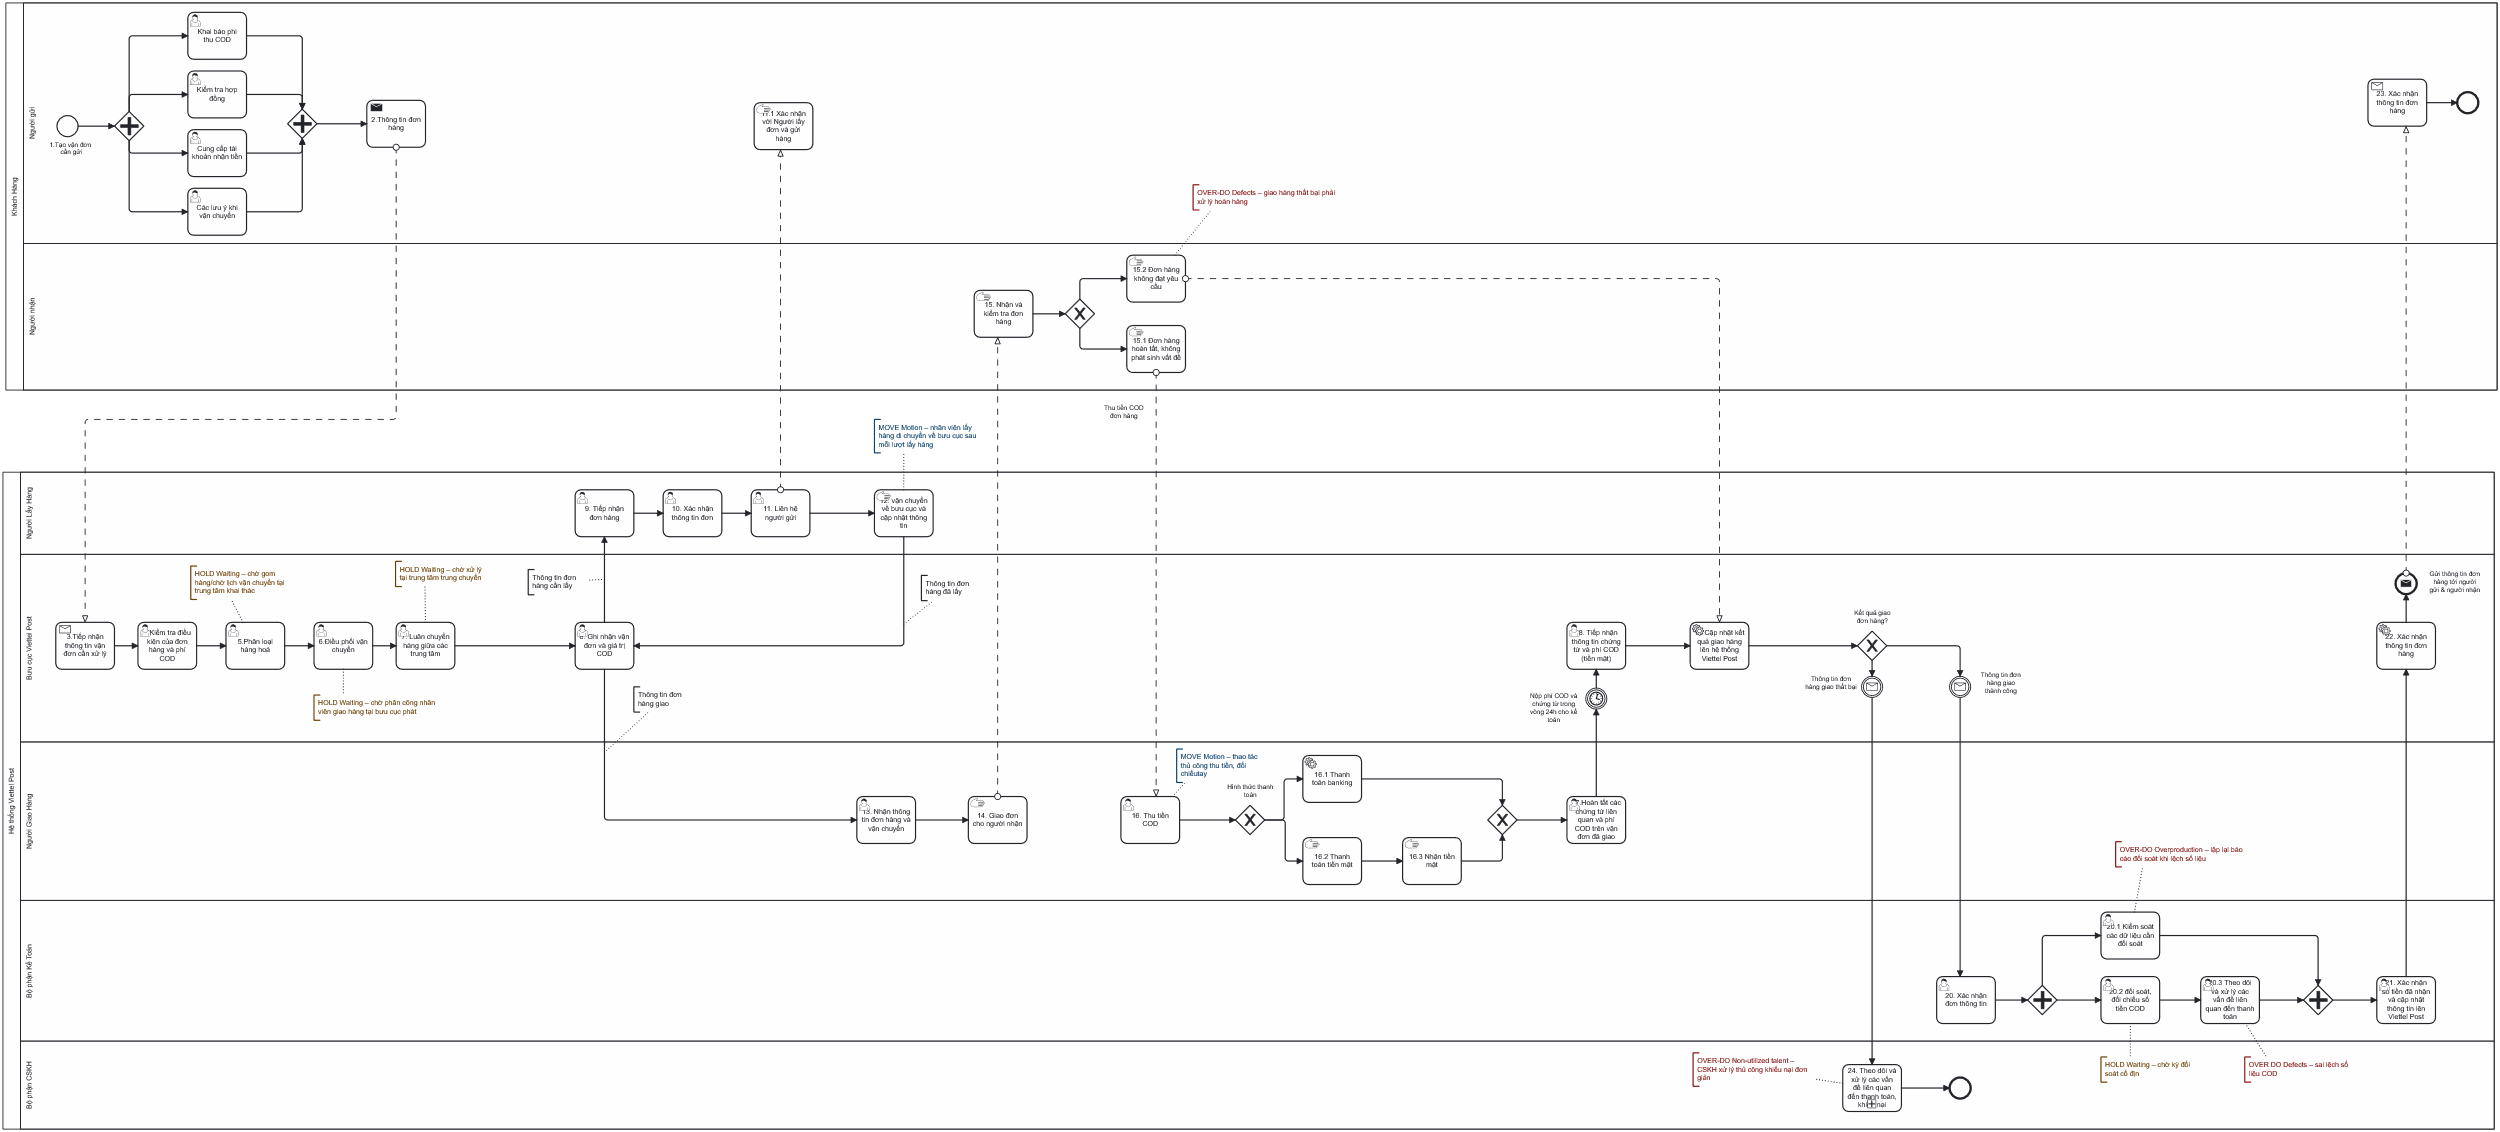 Khách Hàng
Người gửi
1.Tạo vận đơn
cần gửi
Khai báo phí
thu COD
Kiểm tra hợp
đồng
Cung cấp tài
khoản nhận tiền
Các lưu ý khi
vận chuyển
2.Thông tin đơn
hàng
11.1 Xác nhận
với Người lấy
đơn và gửi
hàng
23. Xác nhận
thông tin đơn
hàng
OVER-DO Defects – giao hàng thất bại phải
xử lý hoàn hàng
Người nhận
15. Nhận và
kiểm tra đơn
hàng
15.2 Đơn hàng
không đạt yêu
cầu
15.1 Đơn hàng
hoàn tất, không
phát sinh vất đề
Thu tiền COD
đơn hàng
MOVE Motion – nhân viên lấy
hàng di chuyển về bưu cục sau
mỗi lượt lấy hàng
Hệ thống Viettel Post
Người Lấy Hàng
9. Tiếp nhận
đơn hàng
10. Xác nhận
thông tin đơn
11. Liên hệ
người gửi
12. vận chuyển
về bưu cục và
cập nhật thông
tin
Bưu cục Viettel Post
HOLD Waiting – chờ gom
hàng/chờ lịch vận chuyển tại
trung tâm khai thác
HOLD Waiting – chờ xử lý
tại trung tâm trung chuyển
Thông tin đơn
hàng cần lấy
Thông tin đơn
hàng đã lấy
3.Tiếp nhận
thông tin vận
đơn cần xử lý
Kiểm tra điều
kiện của đơn
hàng và phí
COD
5.Phân loại
hàng hoá
6.Điều phối vận
chuyển
Luân chuyển
hàng giữa các
trung tâm
Ghi nhận vận
đơn và giá trị
COD
HOLD Waiting – chờ phân công nhân
viên giao hàng tại bưu cục phát
Thông tin đơn
hàng giao
18. Tiếp nhận
thông tin chứng
từ và phí COD
(tiền mặt)
Nộp phí COD và
chứng từ trong
vòng 24h cho kế
toán
Cập nhật kết
quả giao hàng
lên hệ thống
Viettel Post
Kết quả giao
đơn hàng?
Thông tin đơn
hàng giao thất bại
Thông tin đơn
hàng giao
thành công
Gửi thông tin đơn
hàng tới người
gửi & người nhận
22. Xác nhận
thông tin đơn
hàng
Người Giao Hàng
13. Nhận thông
tin đơn hàng và
vận chuyển
14. Giao đơn
cho người nhận
MOVE Motion – thao tác
thủ công thu tiền, đối
chiếutay
16. Thu tiền
COD
Hình thức thanh
toán
16.1 Thanh
toán banking
16.2 Thanh
toán tiền mặt
16.3 Nhận tiền
mặt
Hoàn tất các
chứng từ liên
quan và phí
COD trên vận
đơn đã giao
Bộ phận Kế Toán
OVER-DO Overproduction – lặp lại báo
cáo đối soát khi lệch số liệu
20. Xác nhận
đơn thông tin
20.1 Kiểm soát
các dữ liệu cần
đối soát
20.2 đối soát,
đối chiếu số
tiền COD
20.3 Theo dõi
và xử lý các
vấn đề liên
quan đến thanh
toán
21. Xác nhận
số tiền đã nhận
và cập nhật
thông tin lên
Viettel Post
Bộ phận CSKH
OVER-DO Non-utilized talent –
CSKH xử lý thủ công khiếu nại đơn
giản
24. Theo dõi và
xử lý các vấn
đề liên quan
đến thanh toán,
nại
HOLD Waiting – chờ kỳ đối
soát cố địn
OVER DO Defects – sai lệch số
liệu COD